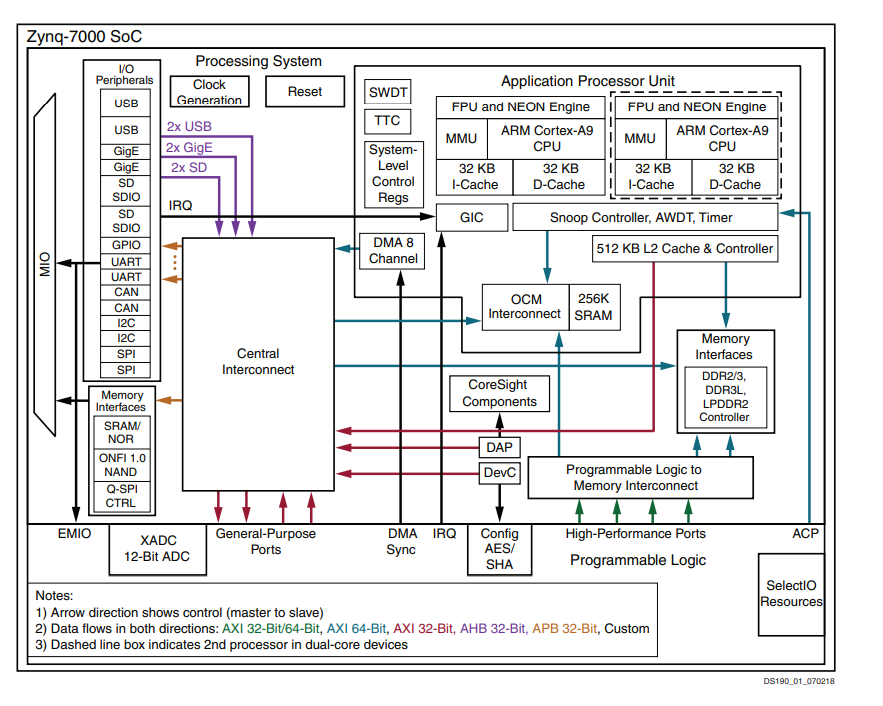 Zynq-7000 SoC
Processing System
I/O
Peripherals
USB
USB
GigE
GigE
SD
SDIO
SD
SDIO
GPIO
UART
UART
CAN
CAN
I2C
I2C
SPI
SPI
MIO
Clock
Generation
Reset
2x USB
2x GigE
2x SD
IRQ
SWDT
TTC
System-
Level
Control
Regs
Application Processor Unit
FPU and NEON Engine
MMU
ARM Cortex-A9
CPU
32 KB
I-Cache
32 KB
D-Cache
FPU and NEON Engine
MMU
ARM Cortex-A9
CPU
32 KB
I-Cache
32 KB
D-Cache
GIC
Snoop Controller, AWDT, Timer
DMA 8
Channel
512 KB L2 Cache & Controller
OCM
Interconnect
256K
SRAM
Central
Interconnect
Memory
Interfaces
DDR2/3,
DDR3L,
LPDDR2
Controller
CoreSight
Components
DAP
DevC
Programmable Logic to
Memory Interconnect
Memory
Interfaces
SRAM/
NOR
ONFI 1.0
NAND
Q-SPI
CTRL
EMIO
XADC
12-Bit ADC
General-Purpose
Ports
DMA
Sync
IRQ
Config
AES/
SHA
High-Performance Ports
ACP
Programmable Logic
SelectIO
Resources
Notes:
1) Arrow direction shows control (master to slave)
2) Data flows in both directions: AXI 32-Bit/64-Bit, AXI 64-Bit, AXI 32-Bit, AHB 32-Bit, APB 32-Bit, Custom
3) Dashed line box indicates 2nd processor in dual-core devices
DS190_01_070218